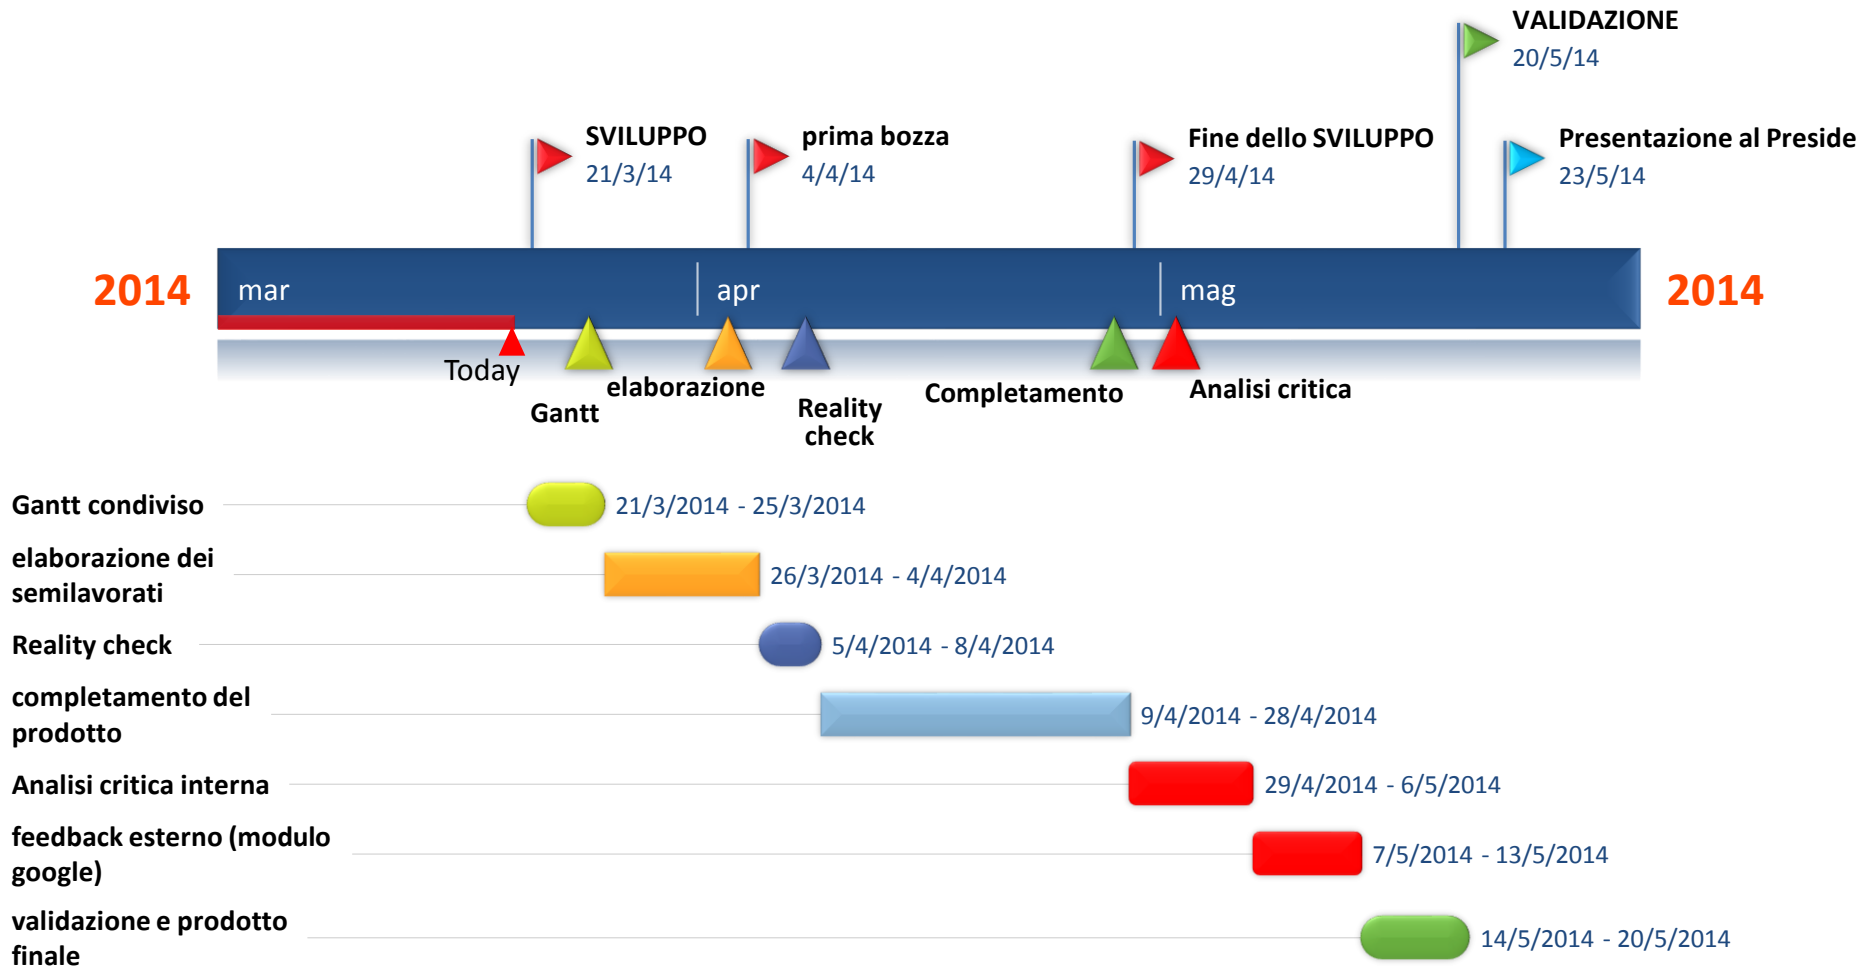 VALIDAZIONE
20/5/14
SVILUPPO
21/3/14
prima bozza
4/4/14
Fine dello SVILUPPO
29/4/14
Presentazione al Preside
23/5/14
2014
mar
apr
mag
2014
Today
Gantt
elaborazione
Reality
check
Completamento
Analisi critica
Gantt condiviso
21/3/2014 - 25/3/2014
elaborazione dei
semilavorati
26/3/2014 - 4/4/2014
Reality check
5/4/2014 - 8/4/2014
completamento del
prodotto
9/4/2014 - 28/4/2014
Analisi critica interna
29/4/2014 - 6/5/2014
feedback esterno (modulo
google)
7/5/2014 - 13/5/2014
validazione e prodotto
finale
14/5/2014 - 20/5/2014